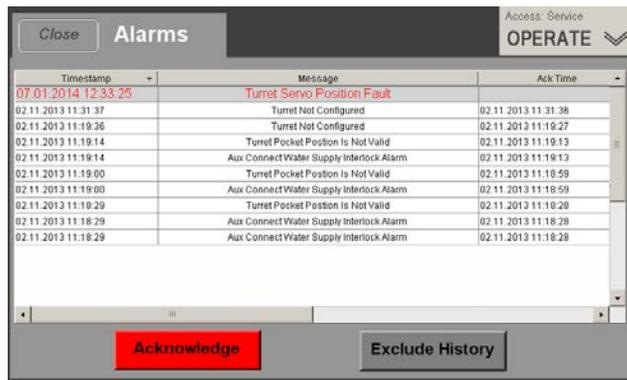 Close
Alarms
Access: Service
OPERATE
Timestamp Message Ack Time
07.01.2014 12:33:25 Turret Servo Position Fault
02.11.2013 11:31:37 Turret Not Configured 02.11.2013 11:31:36
02.11.2013 11:19:36 Turret Not Configured 02.11.2013 11:19:27
02.11.2013 11:19:14 Turret Pocket Postion Is Not Valid 02.11.2013 11:19:13
02.11.2013 11:19:14 Aux Connect Water Supply Interlock Alarm 02.11.2013 11:19:13
02.11.2013 11:19:00 Turret Pocket Postion Is Not Valid 02.11.2013 11:18:59
02.11.2013 11:19:00 Aux Connect Water Supply Interlock Alarm 02.11.2013 11:18:59
02.11.2013 11:18:29 Turret Pocket Postion Is Not Valid 02.11.2013 11:18:28
02.11.2013 11:18:29 Aux Connect Water Supply Interlock Alarm 02.11.2013 11:18:28
02.11.2013 11:18:29 Aux Connect Water Supply Interlock Alarm 02.11.2013 11:18:28
Acknowledge
Exclude History